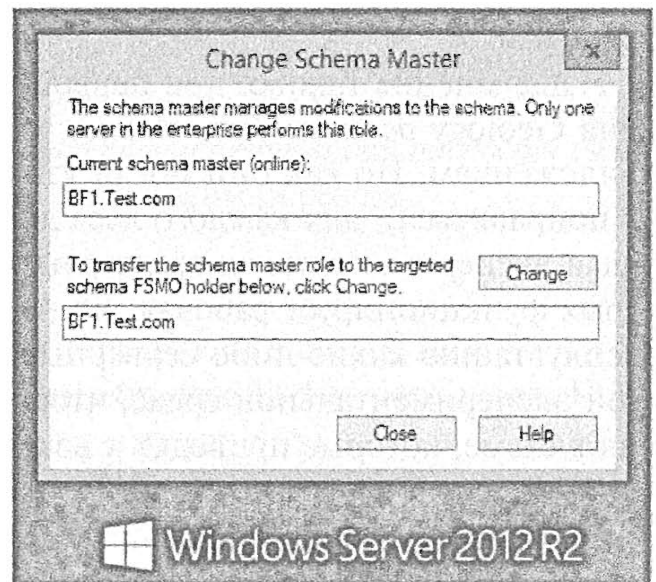 Change Schema Master
The schema master manages modifications to the schema. Only one
server in the enterprise performs this role.
Current schema master (online):
BF1.Test.com
To transfer the schema master role to the targeted
schema FSMO holder below, click Change.
Change
BF1.Test.com
Close
Help
Windows Server 2012 R2